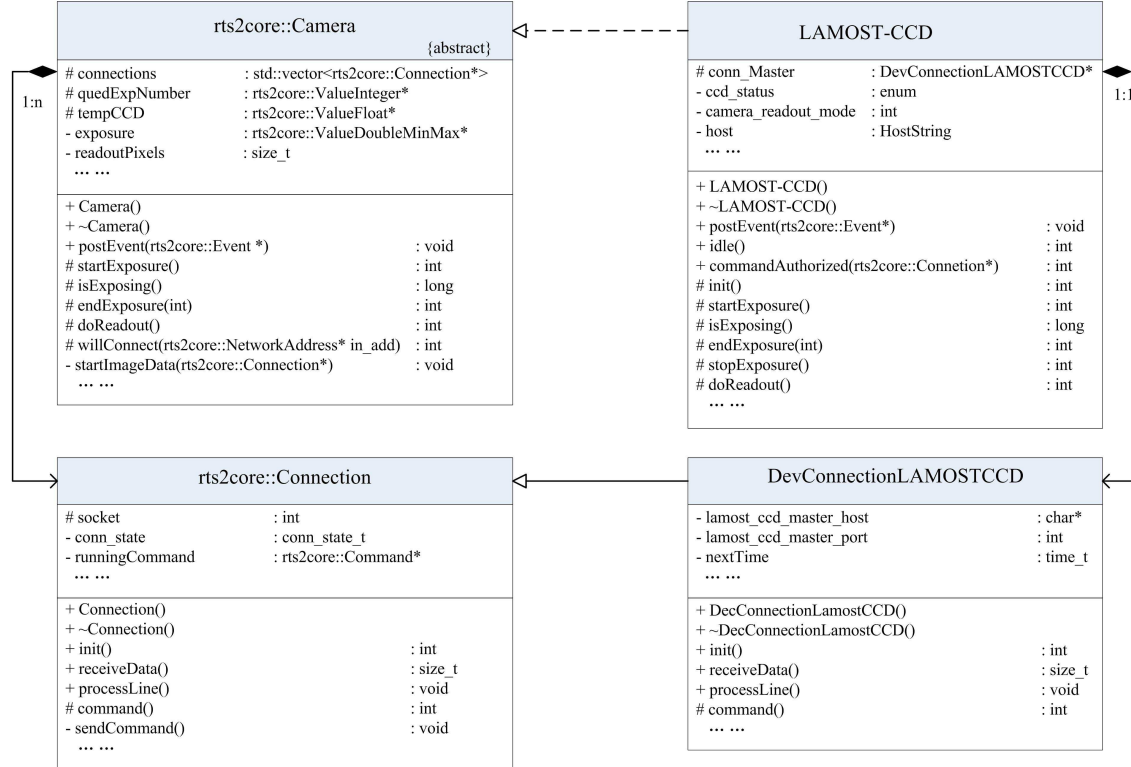 rts2core::Camera
{abstract}
# connections : std::vector<rts2core::Connection*>
# quedExpNumber : rts2core::ValueInteger*
# tempCCD : rts2core::ValueFloat*
- exposure : rts2core::ValueDoubleMinMax*
- readoutPixels : size_t
... ...
+ Camera()
+ ~Camera()
+ postEvent(rts2core::Event *) : void
# startExposure() : int
# isExposing() : long
# endExposure(int) : int
# doReadout() : int
# willConnect(rts2core::NetworkAddress* in_add) : int
- startImageData(rts2core::Connection*) : void
... ...
1:n
LAMOST-CCD
# conn_Master : DevConnectionLAMOSTCCD*
- ccd_status : enum
- camera_readout_mode : int
- host : HostString
... ...
+ LAMOST-CCD()
+ ~LAMOST-CCD()
+ postEvent(rts2core::Event*) : void
+ idle() : int
+ commandAuthorized(rts2core::Connetion*) : int
# init() : int
# startExposure() : int
# isExposing() : long
# endExposure(int) : int
# stopExposure() : int
# doReadout() : int
... ...
1:1
rts2core::Connection
# socket : int
- conn_state : conn_state_t
- runningCommand : rts2core::Command*
... ...
+ Connection()
+ ~Connection()
+ init() : int
+ receiveData() : size_t
+ processLine() : void
# command() : int
- sendCommand() : void
... ...
DevConnectionLAMOSTCCD
- lamost_ccd_master_host : char*
- lamost_ccd_master_port : int
- nextTime : time_t
... ...
+ DecConnectionLamostCCD()
+ ~DecConnectionLamostCCD()
+ init() : int
+ receiveData() : size_t
+ processLine() : void
# command() : int
... ...